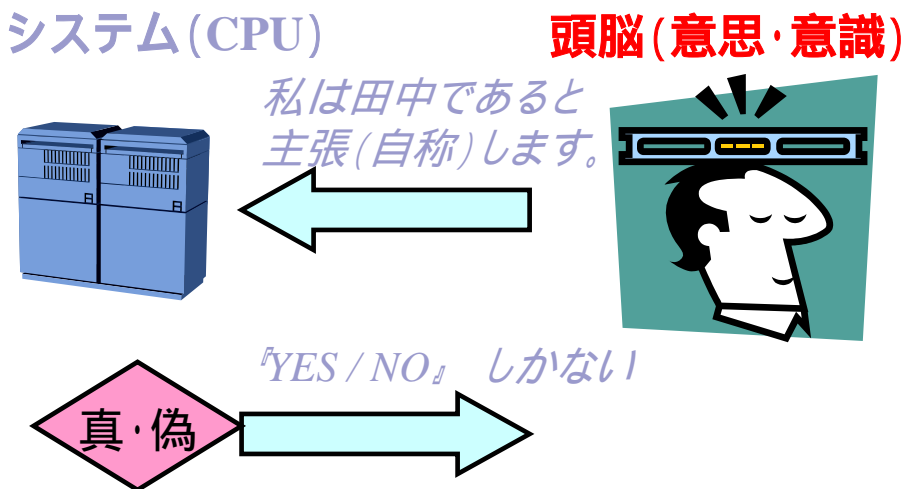 システム(CPU)
頭脳(意思･意識)
私は田中であると
主張(自称)します。
『YES / NO』 しかない
真･偽